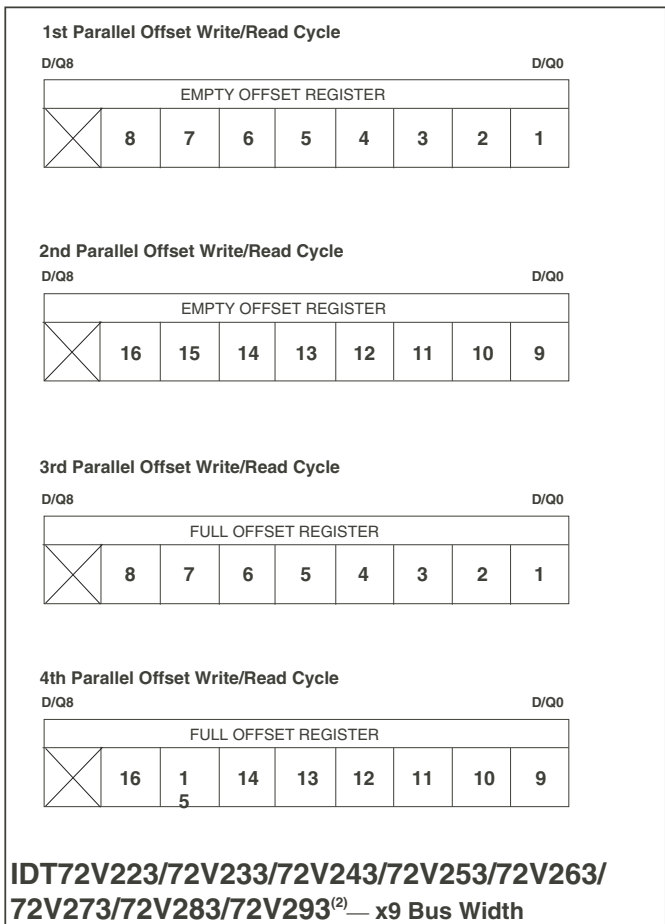 1st Parallel Offset Write/Read Cycle
D/Q8 D/Q0
EMPTY OFFSET REGISTER
8 7 6 5 4 3 2 1
2nd Parallel Offset Write/Read Cycle
D/Q8 D/Q0
EMPTY OFFSET REGISTER
16 15 14 13 12 11 10 9
3rd Parallel Offset Write/Read Cycle
D/Q8 D/Q0
FULL OFFSET REGISTER
8 7 6 5 4 3 2 1
4th Parallel Offset Write/Read Cycle
D/Q8 D/Q0
FULL OFFSET REGISTER
16 1 14 13 12 11 10 9
5
IDT72V223/72V233/72V243/72V253/72V263/
72V273/72V283/72V293(2)— x9 Bus Width